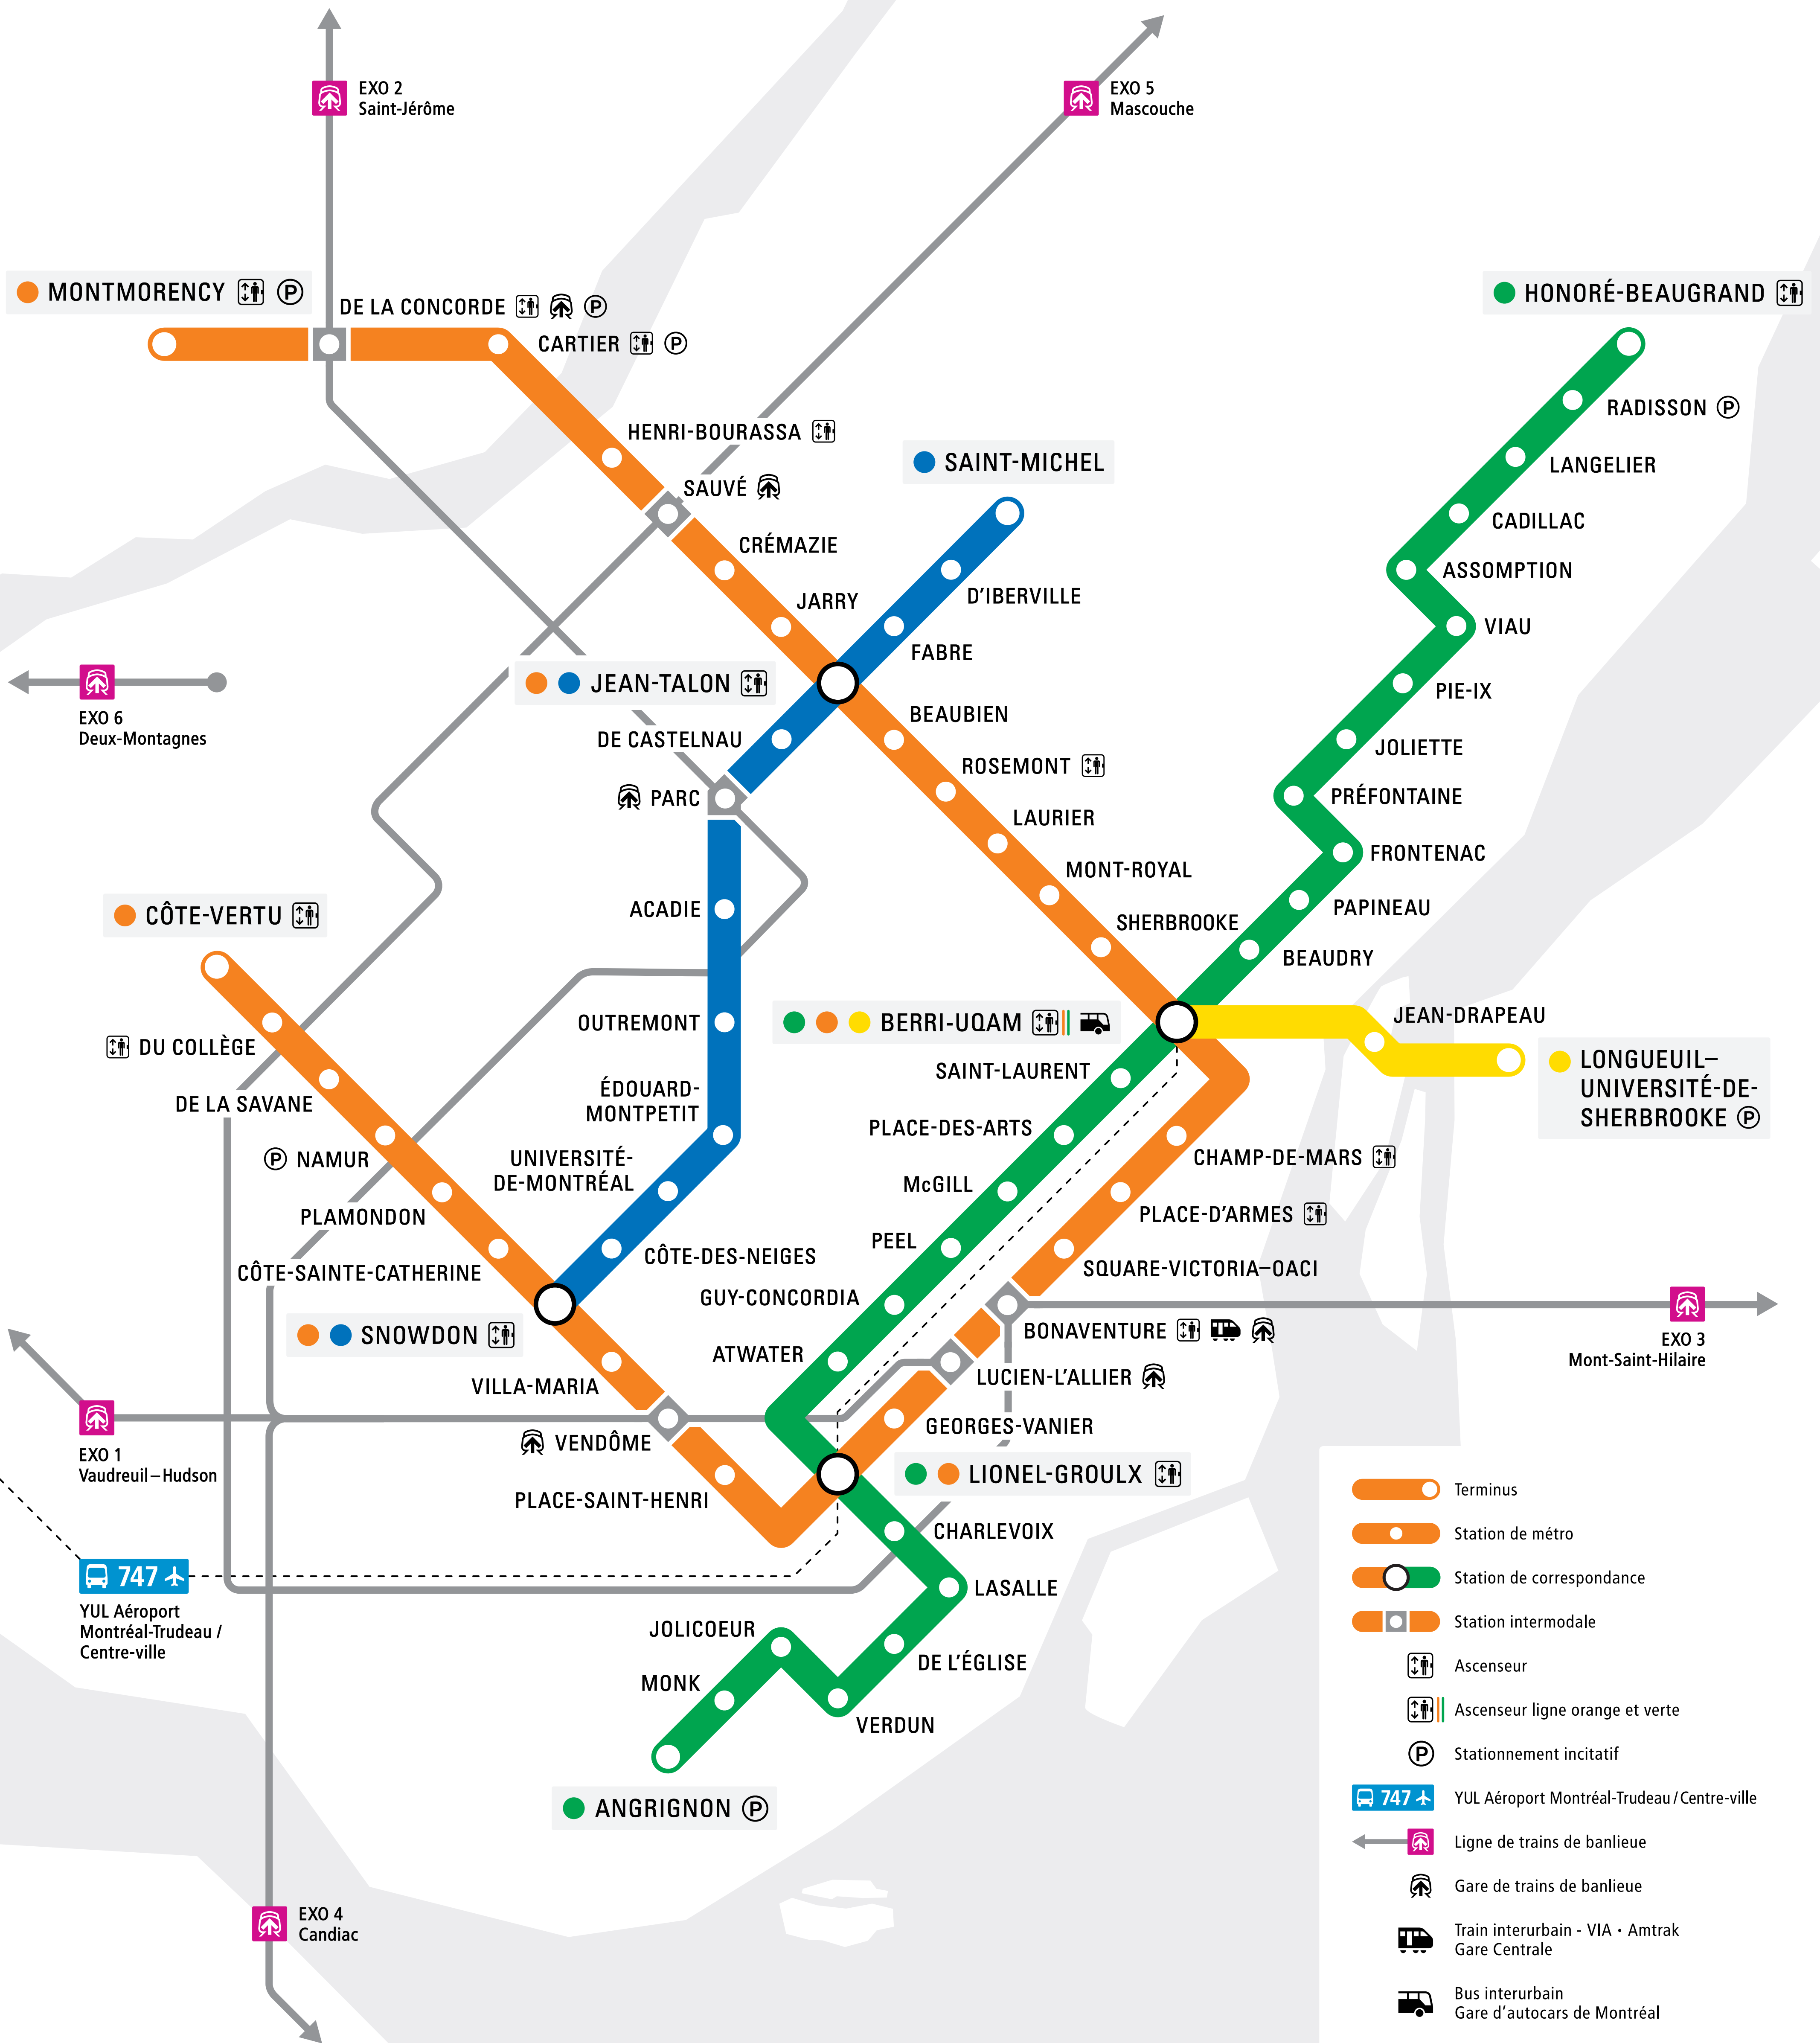 EXO 2
Saint-Jérôme
EXO 5
Mascouche
MONTMORENCY P
DE LA CONCORDE P
CARTIER P
HONORÉ-BEAUGRAND
RADISSON P
HENRI-BOURASSA
SAINT-MICHEL
LANGELIER
SAUVÉ
CADILLAC
CRÉMAZIE
ASSOMPTION
JARRY
D'IBERVILLE
VIAU
FABRE
EXO 6
Deux-Montagnes
JEAN-TALON
PIE-IX
BEAUBIEN
DE CASTELNAU
JOLIETTE
ROSEMONT
PARC
PRÉFONTAINE
LAURIER
FRONTENAC
MONT-ROYAL
CÔTE-VERTU
ACADIE
PAPINEAU
SHERBROOKE
BEAUDRY
OUTREMONT
BERRI-UQAM
JEAN-DRAPEAU
DU COLLÈGE
LONGUEUIL–
UNIVERSITÉ-DE-
SHERBROOKE P
SAINT-LAURENT
DE LA SAVANE
ÉDOUARD-
MONTPETIT
PLACE-DES-ARTS
P NAMUR
UNIVERSITÉ-
DE-MONTRÉAL
CHAMP-DE-MARS
McGILL
PLAMONDON
PLACE-D'ARMES
PEEL
CÔTE-DES-NEIGES
CÔTE-SAINTE-CATHERINE
SQUARE-VICTORIA–OACI
GUY-CONCORDIA
SNOWDON
BONAVENTURE
EXO 3
Mont-Saint-Hilaire
ATWATER
LUCIEN-L'ALLIER
VILLA-MARIA
GEORGES-VANIER
VENDÔME
EXO 1
Vaudreuil–Hudson
LIONEL-GROULX
PLACE-SAINT-HENRI
CHARLEVOIX
747
YUL Aéroport
Montréal-Trudeau /
Centre-ville
LASALLE
JOLICOEUR
DE L'ÉGLISE
MONK
VERDUN
ANGRIGNON P
EXO 4
Candiac
Terminus
Station de métro
Station de correspondance
Station intermodale
Ascenseur
Ascenseur ligne orange et verte
P Stationnement incitatif
747 YUL Aéroport Montréal-Trudeau / Centre-ville
Ligne de trains de banlieue
Gare de trains de banlieue
Train interurbain - VIA • Amtrak
Gare Centrale
Bus interurbain
Gare d'autocars de Montréal